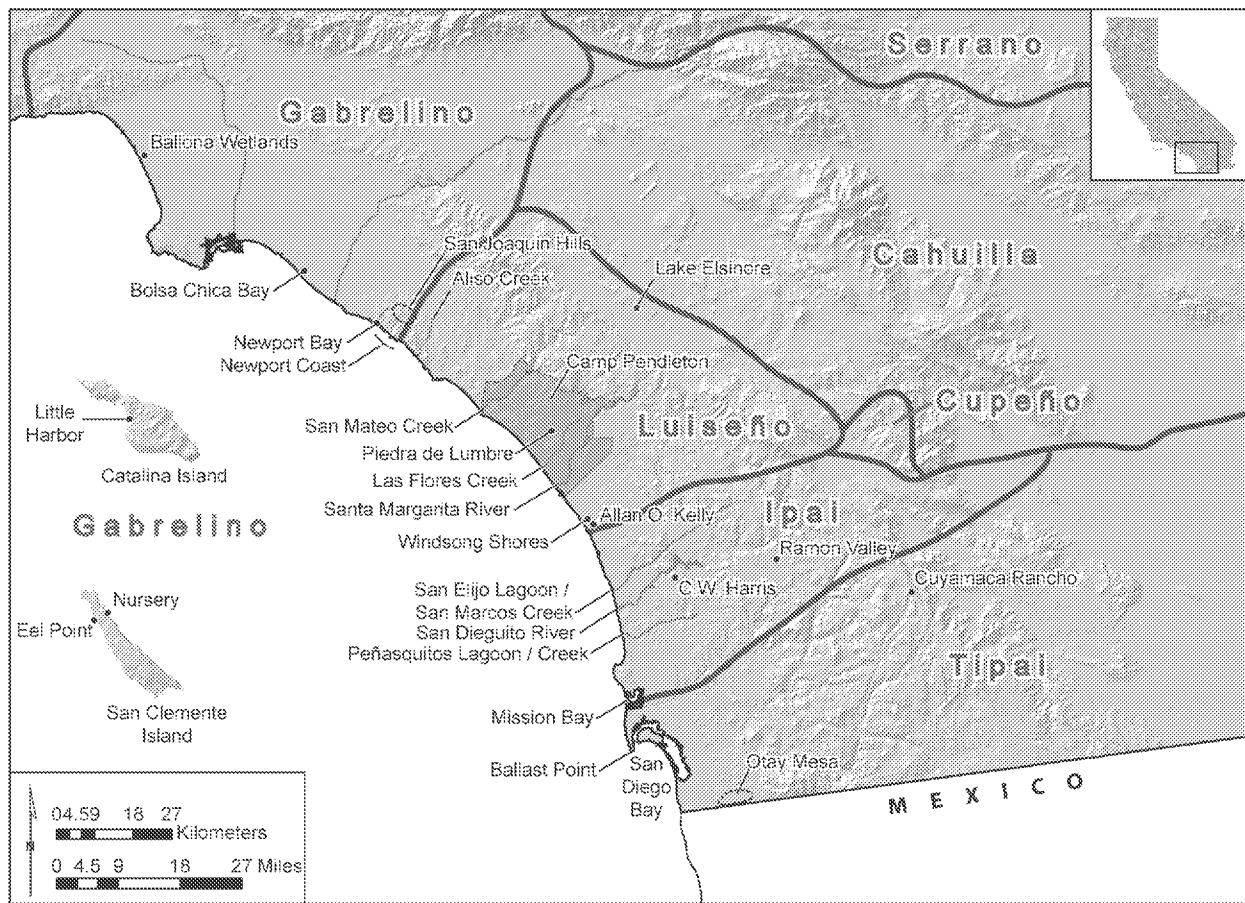 Serrano
Gabrelino
Ballona Wetlands
San Joaquin Hills
Cahuilla
Lake Elsinore
Aliso Creek
Bolsa Chica Bay
Newport Bay
Newport Coast
Camp Pendleton
Cupeño
Little
Harbor
San Mateo Creek
Luiseño
Piedra de Lumbre
Catalina Island
Las Flores Creek
Santa Margarita River
Gabrelino
Allan O. Kelly
Ipai
Windsong Shores
Ramon Valley
San Elijo Lagoon /
San Marcos Creek
C.W. Harris
Cuyamaca Rancho
Nursery
Eel Point
San Dieguito River
Peñasquitos Lagoon / Creek
Tipai
San Clemente
Island
Mission Bay
Ballast Point
San
Diego
Bay
Otay Mesa
MEXICO
04.59 18 27
Kilometers
N
0 4.5 9 18 27 Miles